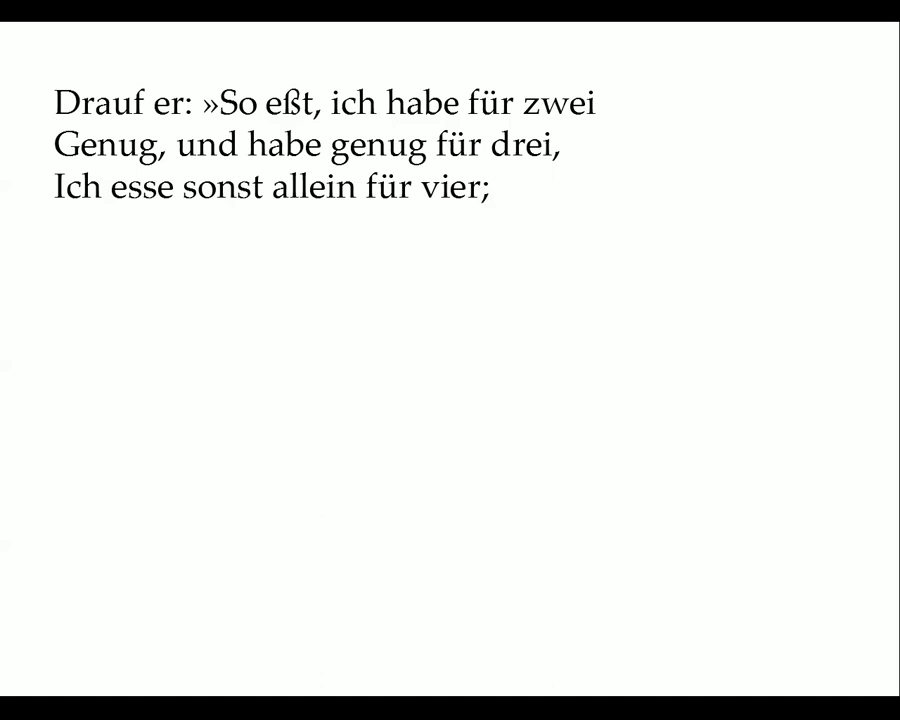 Drauf er: »So eßt, ich habe für zwei
Genug, und habe genug für drei,
Ich esse sonst allein für vier;